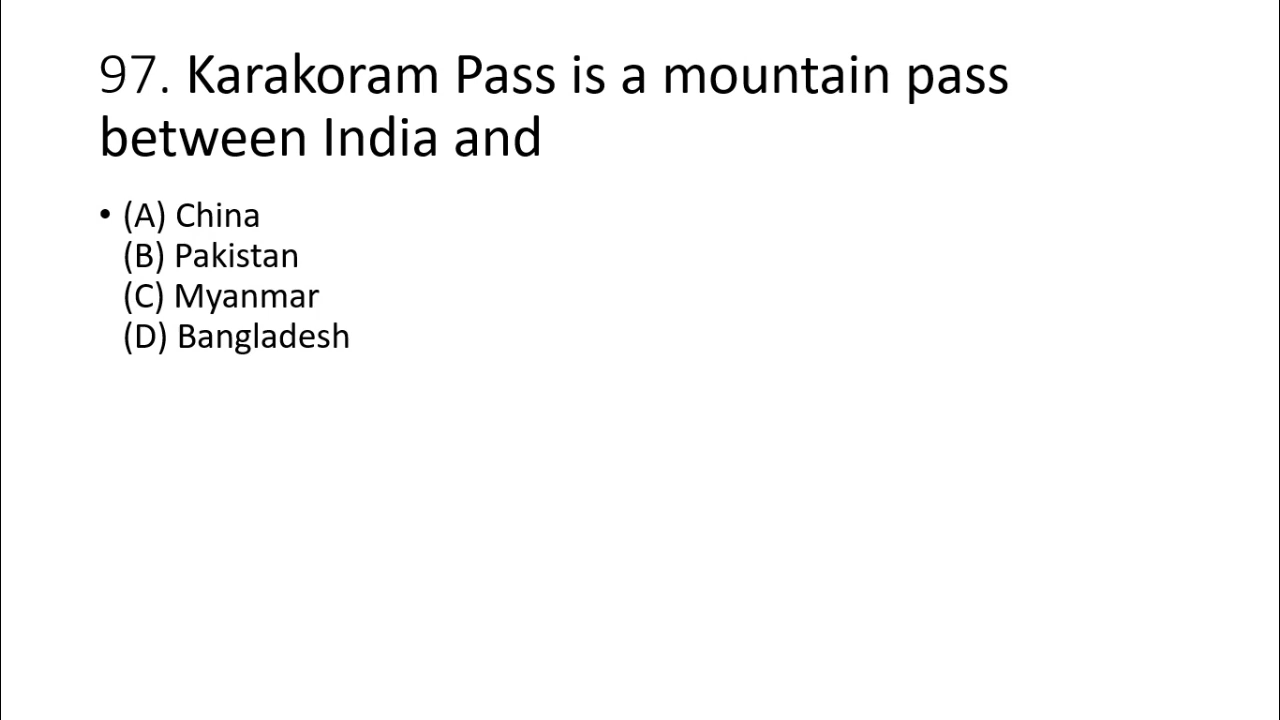 97. Karakoram Pass is a mountain pass
between India and
• (A) China
(B) Pakistan
(C) Myanmar
(D) Bangladesh